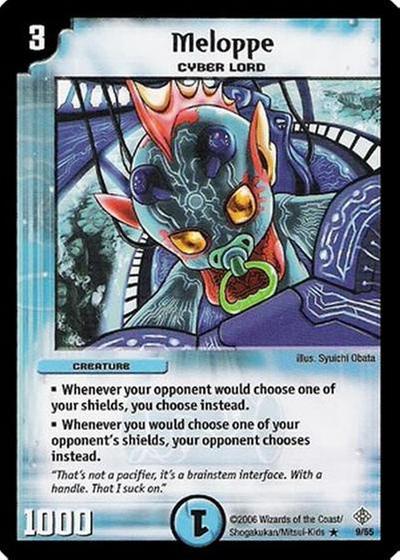 3
Meloppe
CYBER LORD
illus. Syuichi Obata
CREATURE
▪ Whenever your opponent would choose one of
your shields, you choose instead.
▪ Whenever you would choose one of your
opponent's shields, your opponent chooses
instead.
"That's not a pacifier, it's a brainstem interface. With a
handle. That I suck on."
1000
1
©2006 Wizards of the Coast/
Shogakukan/Mitsui-Kids ★ 9/55